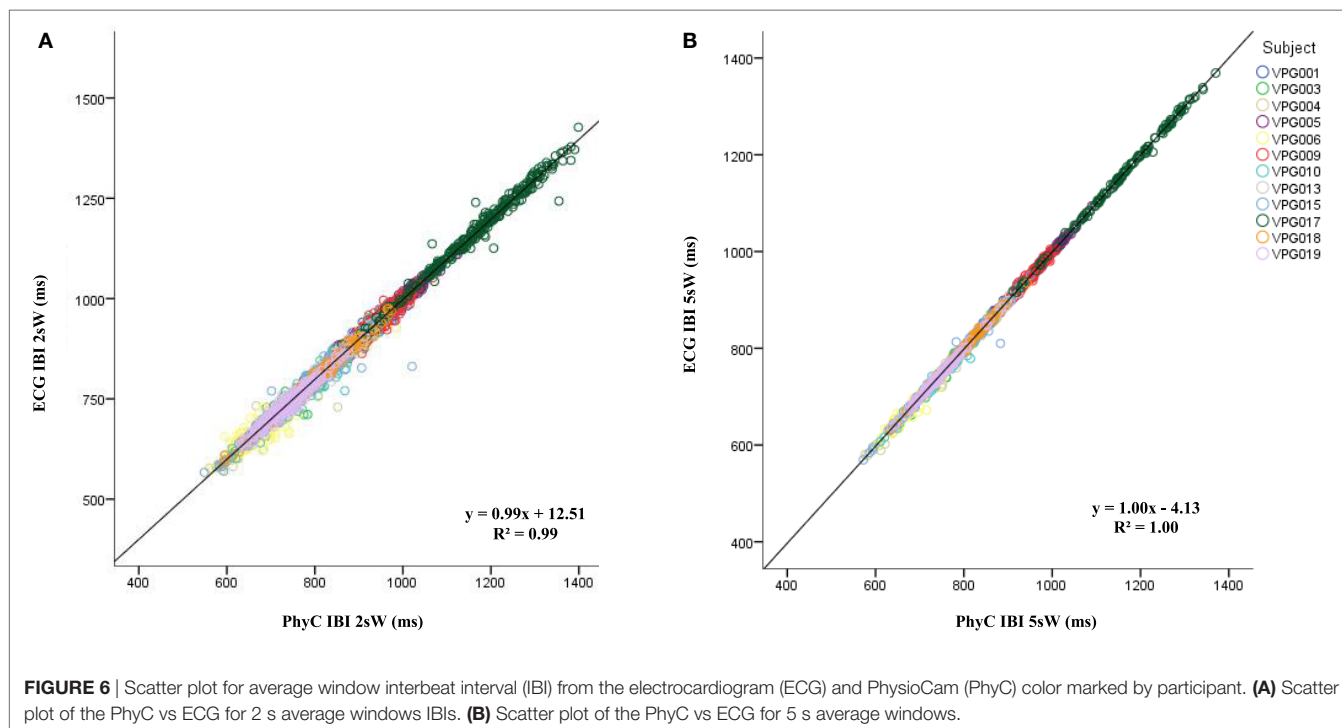 A
1500
1250
1000
750
500
ECG IBI 2sW (ms)
y = 0.99x + 12.51
R² = 0.99
400
600
800
1000
1200
1400
PhyC IBI 2sW (ms)
B
1400
1200
1000
800
600
400
ECG IBI 5sW (ms)
y = 1.00x - 4.13
R² = 1.00
400
600
800
1000
1200
1400
PhyC IBI 5sW (ms)
Subject
VPG001
VPG003
VPG004
VPG005
VPG006
VPG009
VPG010
VPG013
VPG015
VPG017
VPG018
VPG019
FIGURE 6 | Scatter plot for average window interbeat interval (IBI) from the electrocardiogram (ECG) and PhysioCam (PhyC) color marked by participant. (A) Scatter
plot of the PhyC vs ECG for 2 s average windows IBIs. (B) Scatter plot of the PhyC vs ECG for 5 s average windows.